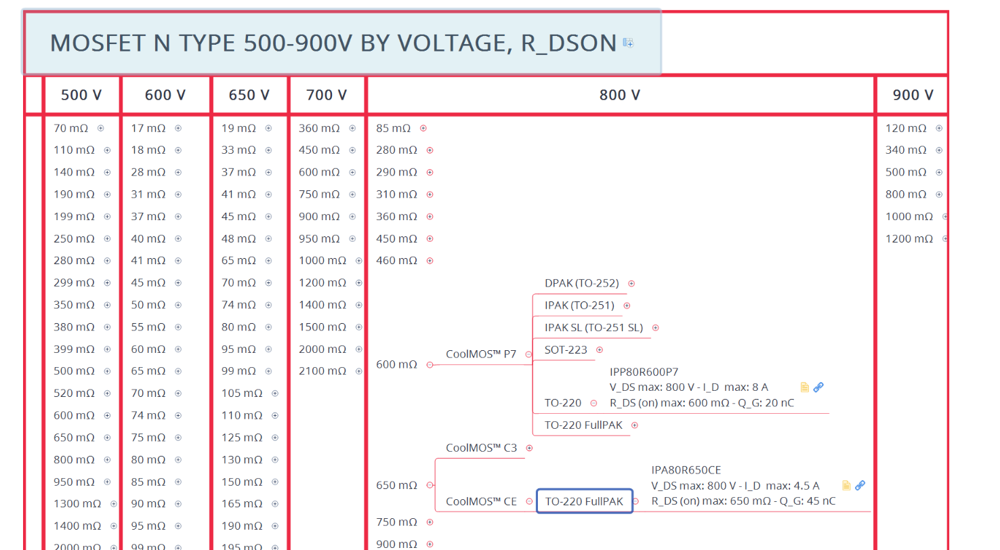 MOSFET N TYPE 500-900V BY VOLTAGE, R_DSON
500 V
600 V
650 V
700 V
800 V
900 V
70 mΩ
110 mΩ
140 mΩ
190 mΩ
199 mΩ
250 mΩ
280 mΩ
299 mΩ
350 mΩ
380 mΩ
399 mΩ
500 mΩ
520 mΩ
600 mΩ
650 mΩ
800 mΩ
950 mΩ
1300 mΩ
1400 mΩ
2000 mΩ
17 mΩ
18 mΩ
28 mΩ
31 mΩ
37 mΩ
40 mΩ
41 mΩ
45 mΩ
50 mΩ
55 mΩ
60 mΩ
65 mΩ
70 mΩ
74 mΩ
75 mΩ
80 mΩ
85 mΩ
90 mΩ
95 mΩ
99 mΩ
19 mΩ
33 mΩ
37 mΩ
41 mΩ
45 mΩ
48 mΩ
65 mΩ
70 mΩ
74 mΩ
80 mΩ
95 mΩ
99 mΩ
105 mΩ
110 mΩ
125 mΩ
130 mΩ
150 mΩ
165 mΩ
190 mΩ
195 mΩ
360 mΩ
450 mΩ
600 mΩ
750 mΩ
900 mΩ
950 mΩ
1000 mΩ
1200 mΩ
1400 mΩ
1500 mΩ
2000 mΩ
2100 mΩ
85 mΩ
280 mΩ
290 mΩ
310 mΩ
360 mΩ
450 mΩ
460 mΩ
600 mΩ
CoolMOS™ P7
DPAK (TO-252)
IPAK (TO-251)
IPAK SL (TO-251 SL)
SOT-223
TO-220
IPP80R600P7
V_DS max: 800 V - I_D max: 8 A
R_DS (on) max: 600 mΩ - Q_G: 20 nC
TO-220 FullPAK
650 mΩ
CoolMOS™ C3
CoolMOS™ CE
TO-220 FullPAK
IPA80R650CE
V_DS max: 800 V - I_D max: 4.5 A
R_DS (on) max: 650 mΩ - Q_G: 45 nC
750 mΩ
900 mΩ
120 mΩ
340 mΩ
500 mΩ
800 mΩ
1000 mΩ
1200 mΩ